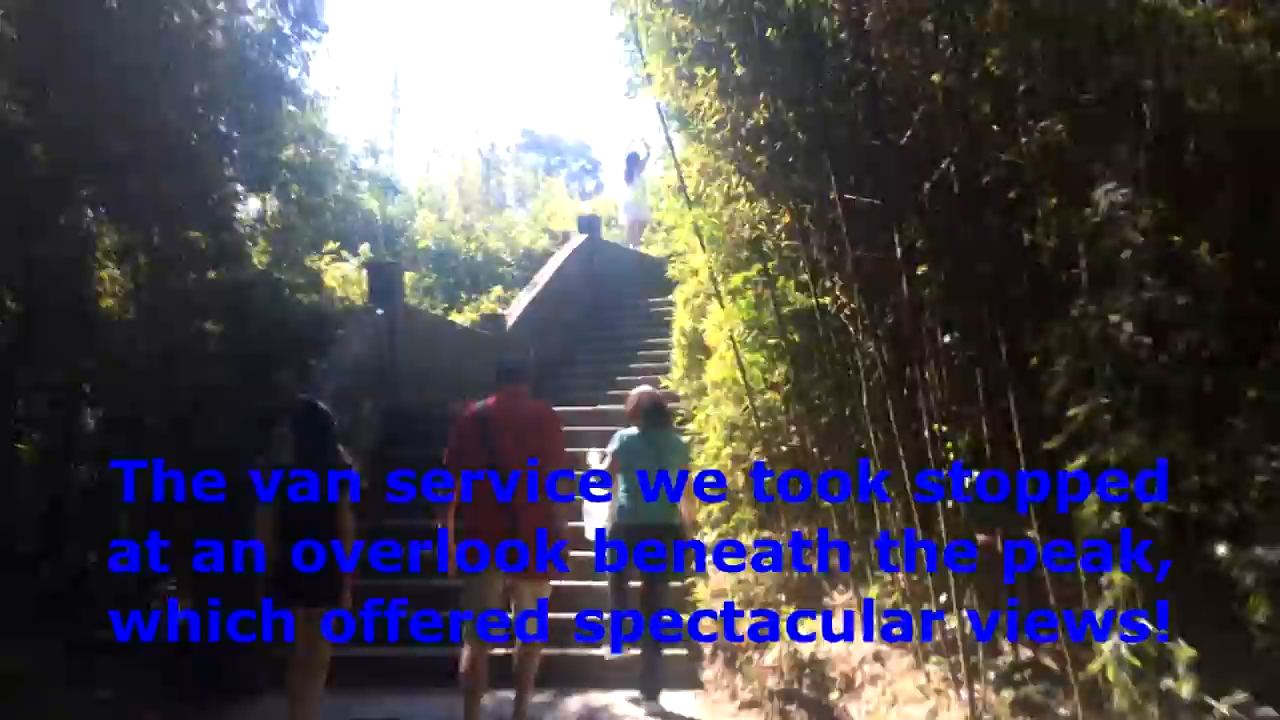 The van service we took stopped
at an overlook beneath the peak,
which offered spectacular views!